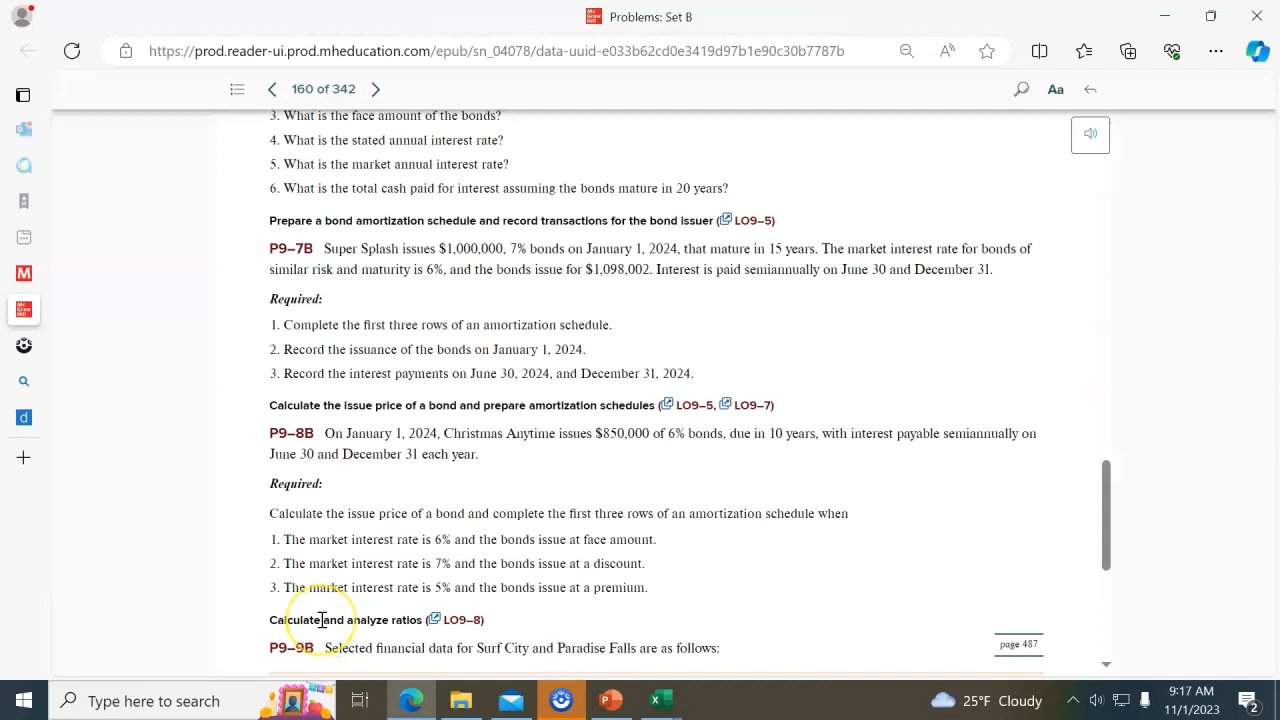 Problems: Set B
https://prod.reader-ui.prod.mheducation.com/epub/sn_04078/data-uuid-e033b62cd0e3419d97b1e90c30b7787b
160 of 342
Aa
3. What is the face amount of the bonds?
4. What is the stated annual interest rate?
5. What is the market annual interest rate?
6. What is the total cash paid for interest assuming the bonds mature in 20 years?
Prepare a bond amortization schedule and record transactions for the bond issuer (LO9–5)
P9–7B Super Splash issues $1,000,000, 7% bonds on January 1, 2024, that mature in 15 years. The market interest rate for bonds of
similar risk and maturity is 6%, and the bonds issue for $1,098,002. Interest is paid semiannually on June 30 and December 31.
Required:
1. Complete the first three rows of an amortization schedule.
2. Record the issuance of the bonds on January 1, 2024.
3. Record the interest payments on June 30, 2024, and December 31, 2024.
Calculate the issue price of a bond and prepare amortization schedules (LO9–5, LO9–7)
P9–8B On January 1, 2024, Christmas Anytime issues $850,000 of 6% bonds, due in 10 years, with interest payable semiannually on
June 30 and December 31 each year.
Required:
Calculate the issue price of a bond and complete the first three rows of an amortization schedule when
1. The market interest rate is 6% and the bonds issue at face amount.
2. The market interest rate is 7% and the bonds issue at a discount.
3. The market interest rate is 5% and the bonds issue at a premium.
Calculate and analyze ratios (LO9–8)
page 487
P9–9B Selected financial data for Surf City and Paradise Falls are as follows:
Type here to search
25°F Cloudy
9:17 AM
11/1/2023
2